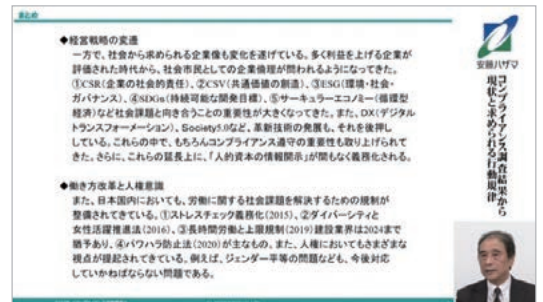 まとめ
◆経営戦略の変遷
一方で、社会から求められる企業像も変化を遂げている。多く利益を上げる企業が
評価された時代から、社会市民としての企業倫理が問われるようになってきた。
①CSR(企業の社会的責任)、②CSV(共通価値の創造)、③ESG(環境・社会・
ガバナンス)、④SDGs(持続可能な開発目標)、⑤サーキュラーエコノミー(循環型
経済)など社会課題と向き合うことの重要性が大きくなってきた。また、DX(デジタル
トランスフォーメーション)、Society5.0など、革新技術の発展も、それを後押し
している。これらの中で、もちろんコンプライアンス遵守の重要性も取り上げられて
きた。さらに、これらの延長上に、「人的資本の情報開示」が間もなく義務化される。
◆働き方改革と人権意識
また、日本国内においても、労働に関する社会課題を解決するための規制が
整備されてきている。①ストレスチェック義務化(2015)、②ダイバーシティと
女性活躍推進法(2016)、③長時間労働と上限規制(2019)建設業界は2024まで
猶予あり、④パワハラ防止法(2020)が主なもの。また、人権においてもさまざまな
視点が提起されてきている。例えば、ジェンダー平等の問題なども、今後対応
していかねばならない問題である。
安藤ハザマ
コンプライアンス調査結果から
現状と求められる行動規律